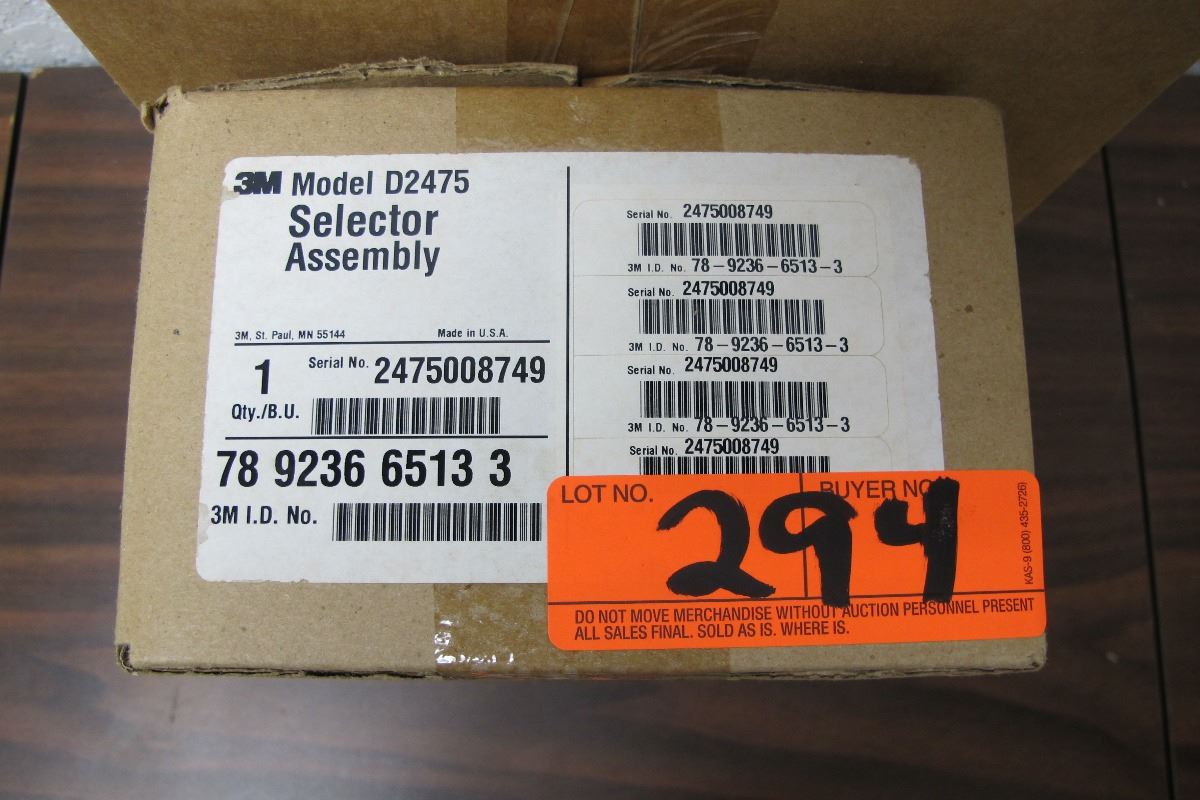 3M Model D2475
Selector
Assembly
3M, St. Paul, MN 55144 Made in U.S.A.
1 Serial No. 2475008749
Qty./B.U.
78 9236 6513 3
3M I.D. No.
Serial No. 2475008749
3M I.D. No. 78-9236-6513-3
Serial No. 2475008749
3M I.D. No. 78-9236-6513-3
Serial No. 2475008749
3M I.D. No. 78-9236-6513-3
Serial No. 2475008749
LOT NO. BUYER NO.
294
KAS-9 (800) 435-2726)
DO NOT MOVE MERCHANDISE WITHOUT AUCTION PERSONNEL PRESENT
ALL SALES FINAL. SOLD AS IS. WHERE IS.